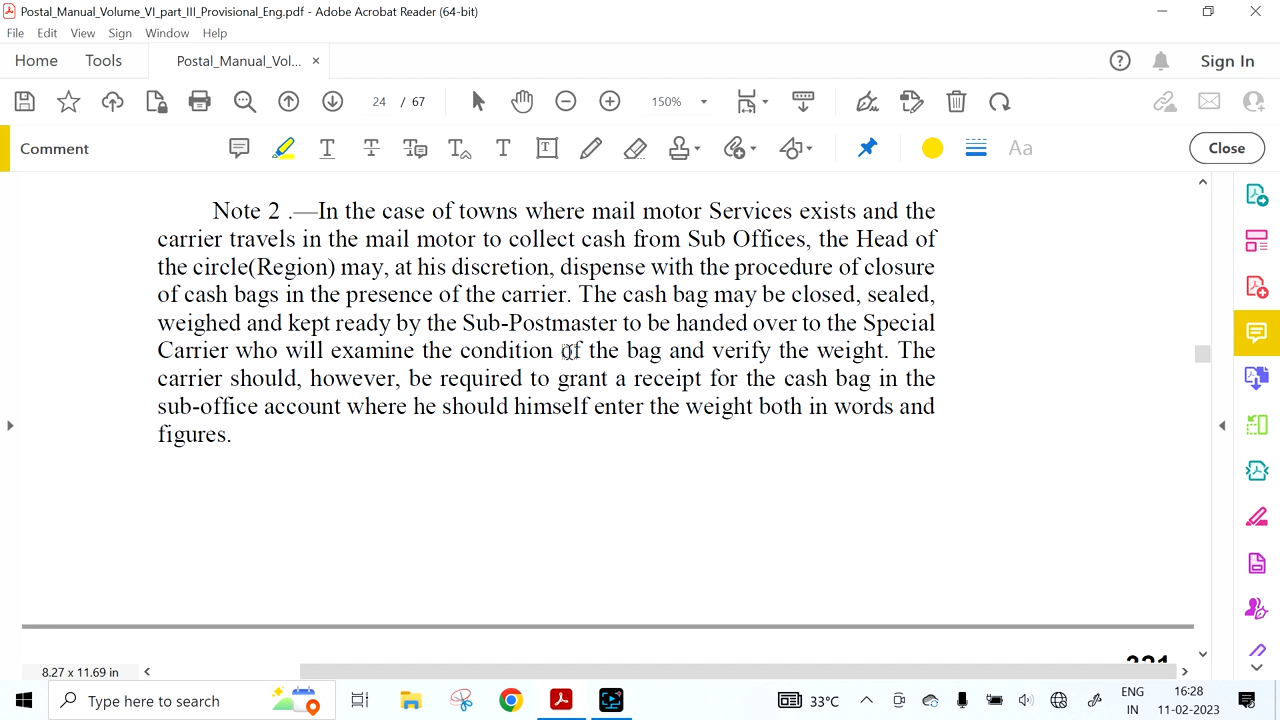 Postal_Manual_Volume_VI_part_III_Provisional_Eng.pdf - Adobe Acrobat Reader (64-bit)
File Edit View Sign Window Help
Home Tools Postal_Manual_Vol... × Sign In
24 / 67 150%
Comment Close
Note 2 .—In the case of towns where mail motor Services exists and the
carrier travels in the mail motor to collect cash from Sub Offices, the Head of
the circle(Region) may, at his discretion, dispense with the procedure of closure
of cash bags in the presence of the carrier. The cash bag may be closed, sealed,
weighed and kept ready by the Sub-Postmaster to be handed over to the Special
Carrier who will examine the condition of the bag and verify the weight. The
carrier should, however, be required to grant a receipt for the cash bag in the
sub-office account where he should himself enter the weight both in words and
figures.
8.27 x 11.69 in
Type here to search 33°C ENG 16:28
IN 11-02-2023